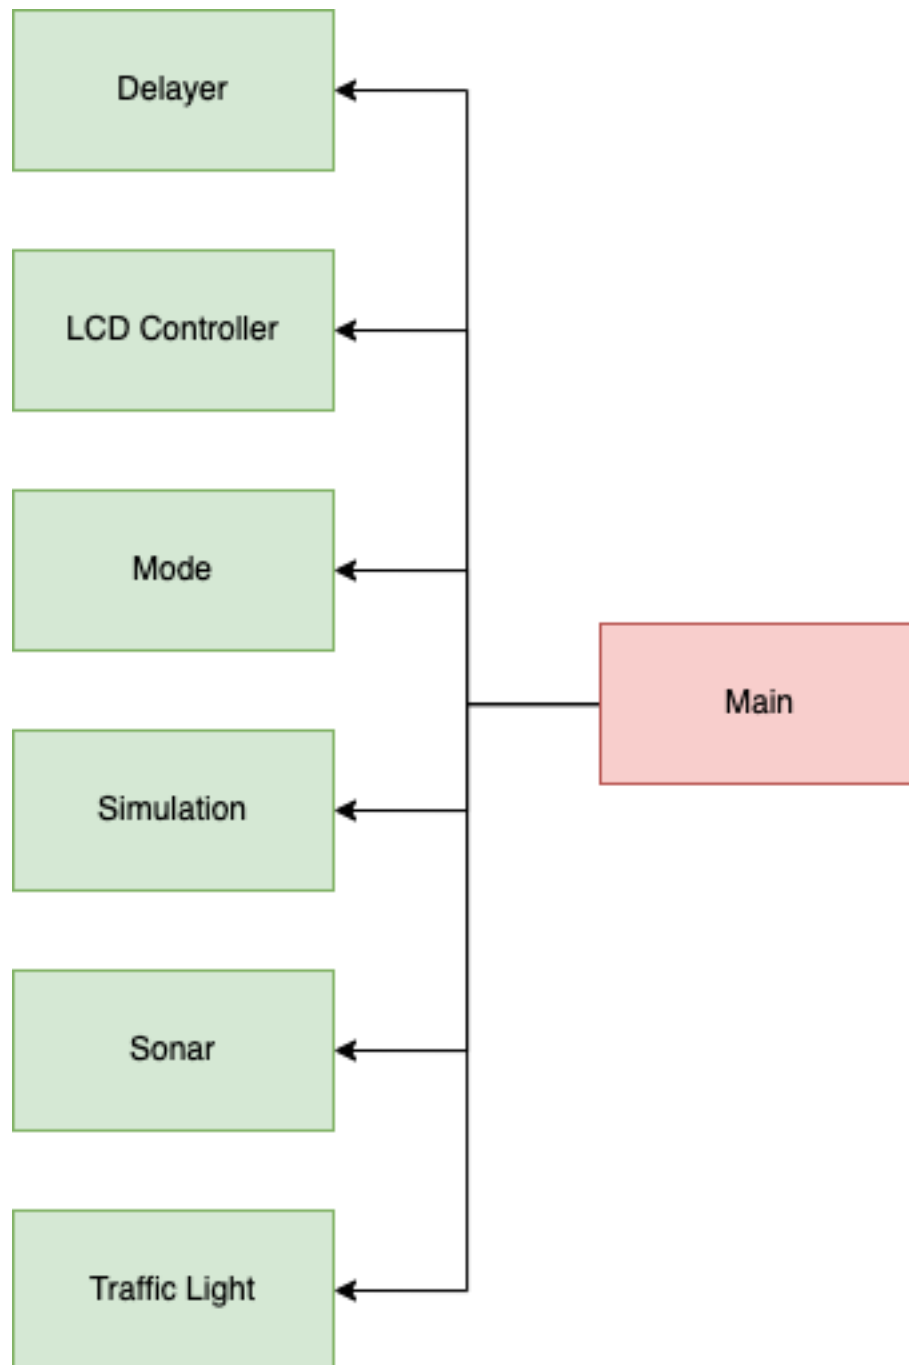 Delayer
LCD Controller
Mode
Main
Simulation
Sonar
Traffic Light